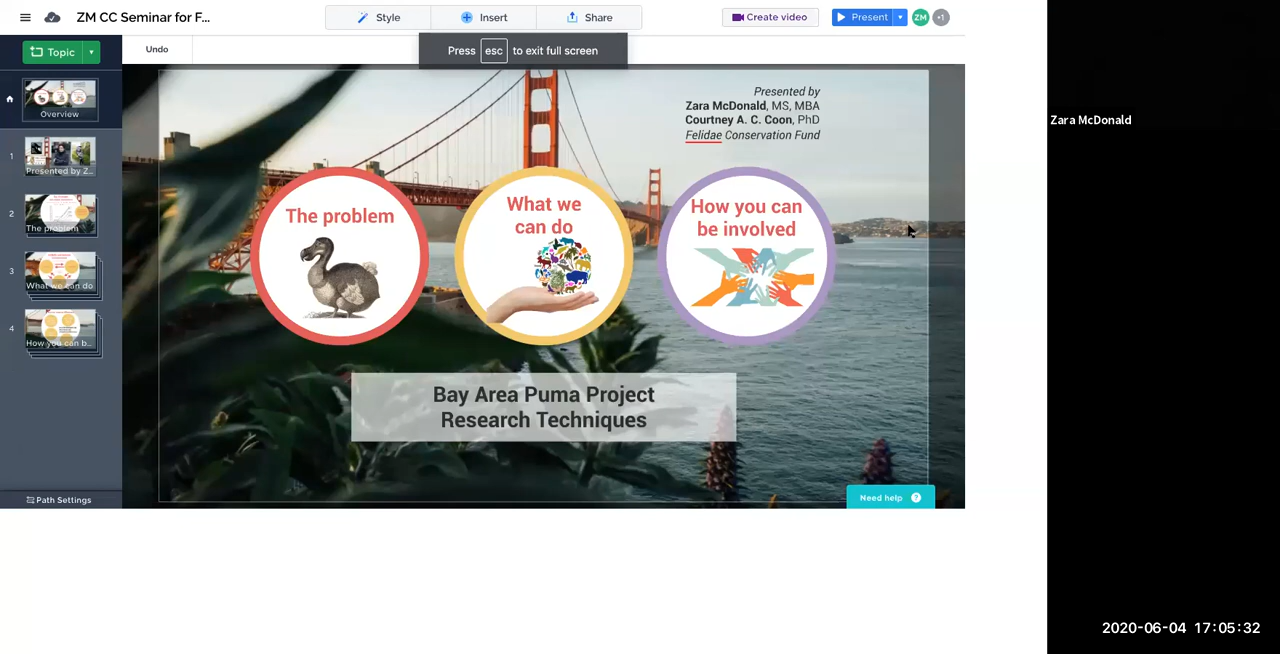 ZM CC Seminar for F...
Style
Insert
Share
Create video
Present
ZM
+1
Topic
Undo
Press esc to exit full screen
Overview
1
Presented by Z...
2
The problem
3
What we can do
4
How you can b...
Path Settings
Presented by
Zara McDonald, MS, MBA
Courtney A. C. Coon, PhD
Felidae Conservation Fund
The problem
What we
can do
How you can
be involved
Bay Area Puma Project
Research Techniques
Need help ?
Zara McDonald
2020-06-04 17:05:32